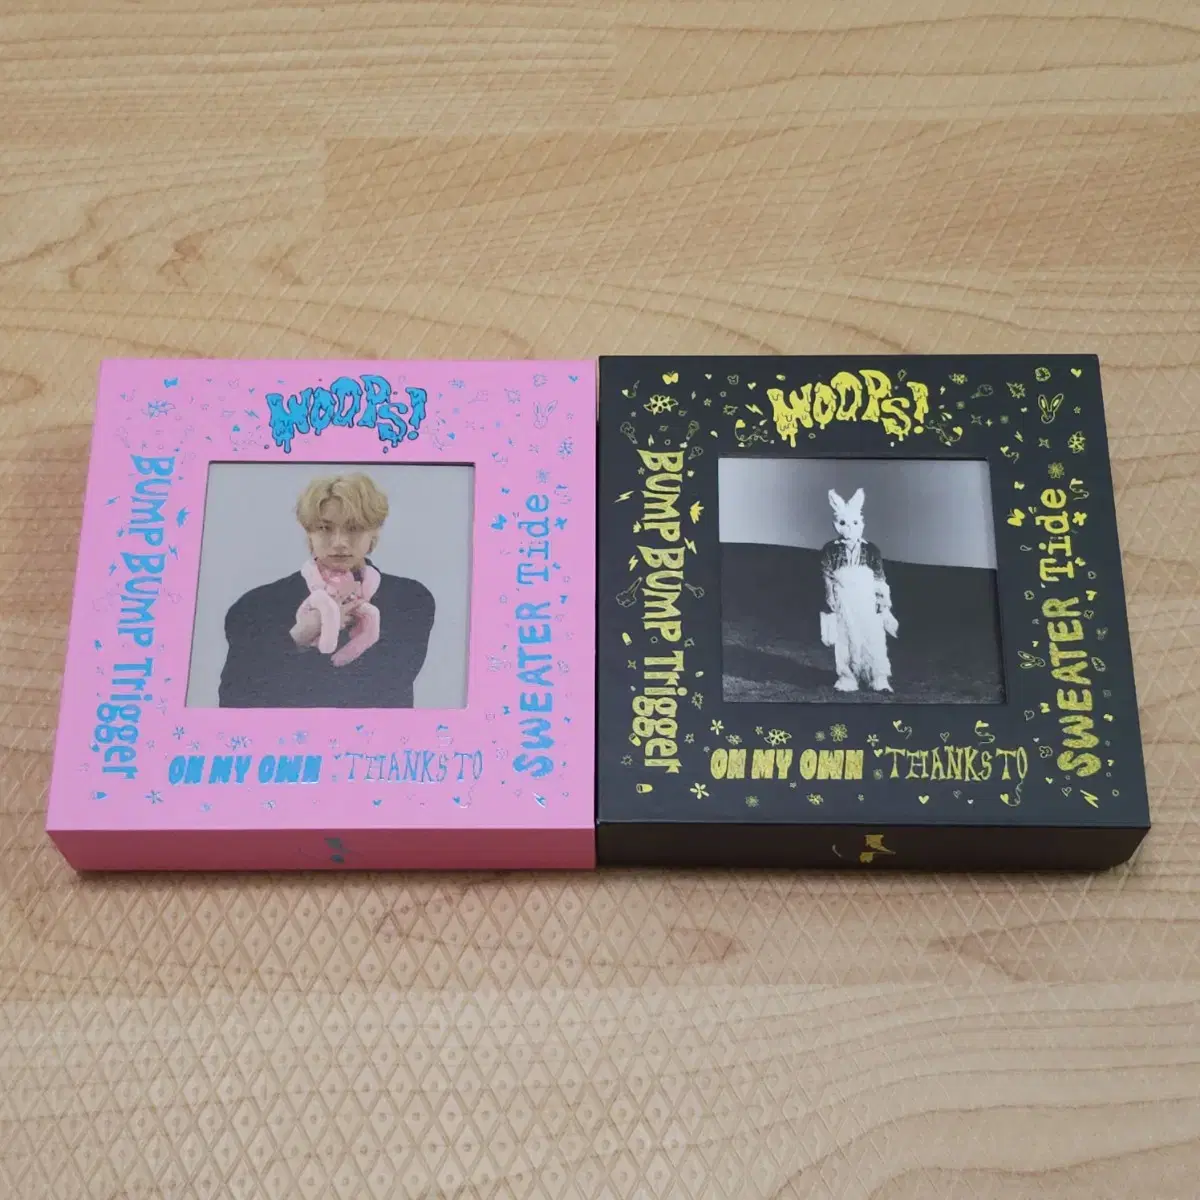 WOOPS!
BUMP BUMP Trigger
SWEATER Tide
ON MY OWN THANKS TO
WOOPS!
BUMP BUMP Trigger
SWEATER Tide
ON MY OWN THANKS TO